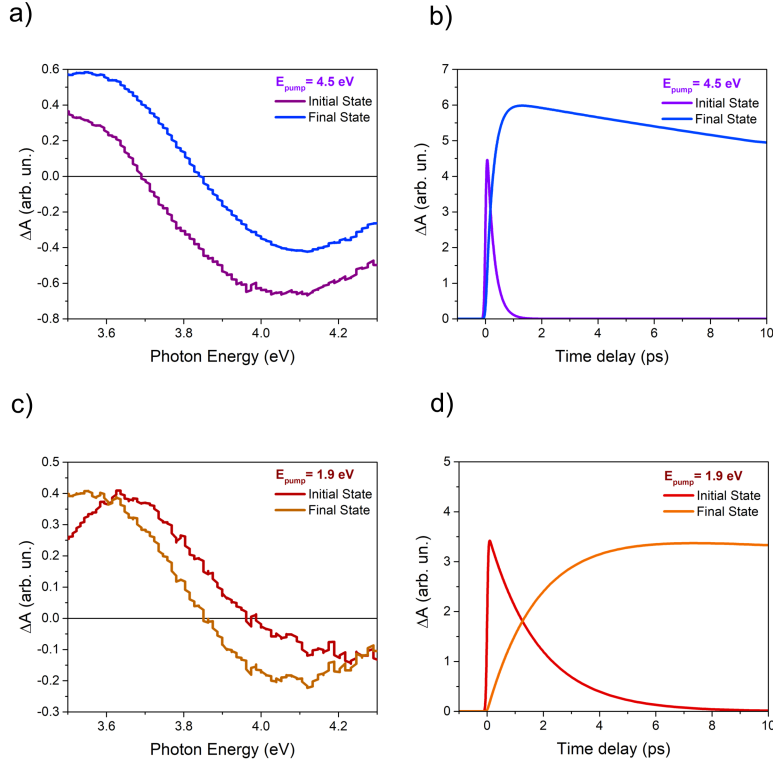 a)
E_pump = 4.5 eV
Initial State
Final State
ΔA (arb. un.)
0.6
0.4
0.2
0.0
-0.2
-0.4
-0.6
-0.8
3.6
3.8
4.0
4.2
Photon Energy (eV)
b)
E_pump = 4.5 eV
Initial State
Final State
ΔA (arb. un.)
7
6
5
4
3
2
1
0
0
2
4
6
8
10
Time delay (ps)
c)
E_pump = 1.9 eV
Initial State
Final State
ΔA (arb. un.)
0.5
0.4
0.3
0.2
0.1
0.0
-0.1
-0.2
-0.3
3.6
3.8
4.0
4.2
Photon Energy (eV)
d)
E_pump = 1.9 eV
Initial State
Final State
ΔA (arb. un.)
5
4
3
2
1
0
0
2
4
6
8
10
Time delay (ps)